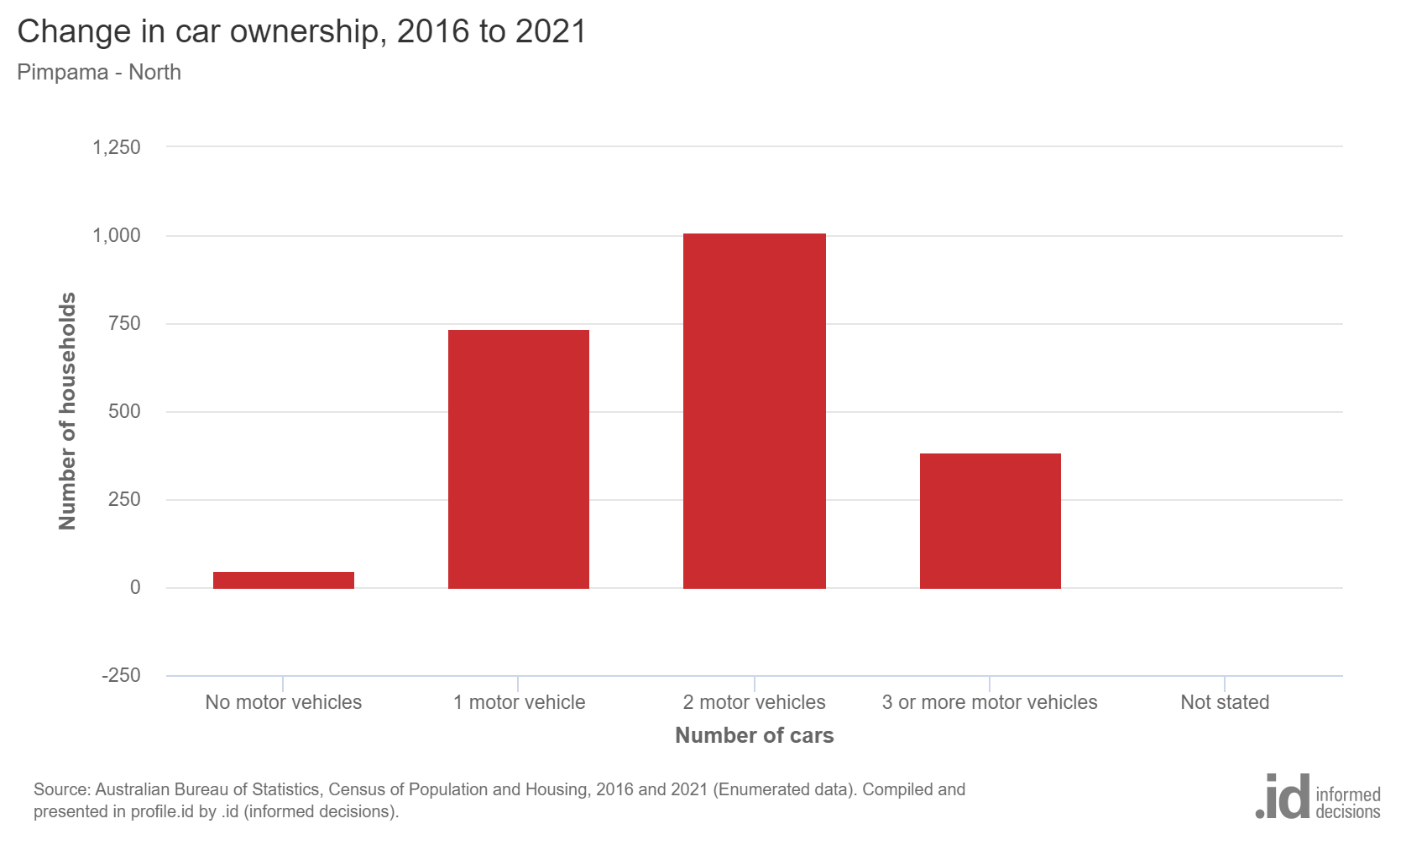 Change in car ownership, 2016 to 2021
Pimpama - North
1,250
1,000
750
500
250
0
-250
Number of households
No motor vehicles
1 motor vehicle
2 motor vehicles
3 or more motor vehicles
Not stated
Number of cars
Source: Australian Bureau of Statistics, Census of Population and Housing, 2016 and 2021 (Enumerated data). Compiled and
presented in profile.id by .id (informed decisions).
.id informed
decisions